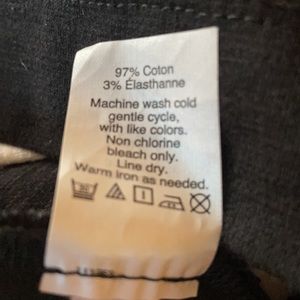 97% Coton
3% Élasthanne
Machine wash cold
gentle cycle,
with like colors.
Non chlorine
bleach only.
Line dry.
Warm iron as needed.